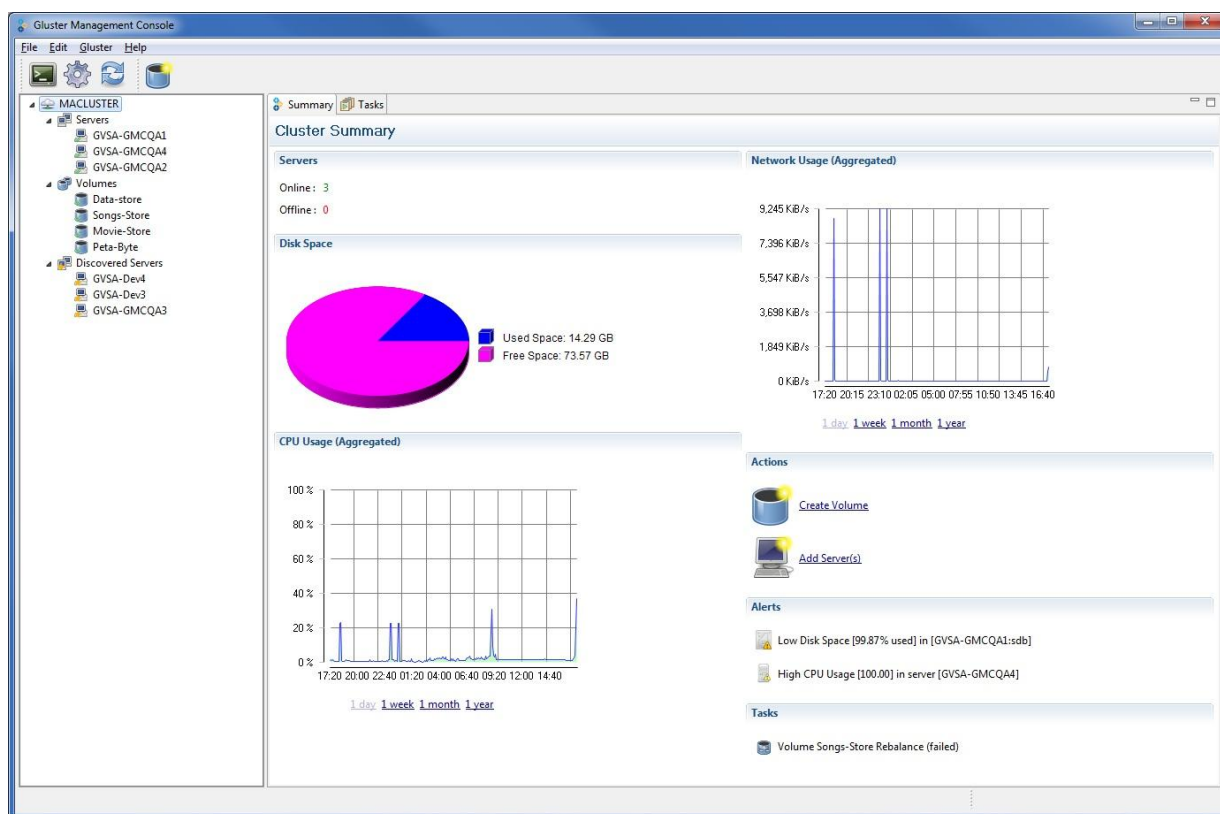 Gluster Management Console
File Edit Gluster Help
MACLUSTER
Servers
GVSA-GMCQA1
GVSA-GMCQA4
GVSA-GMCQA2
Volumes
Data-store
Songs-Store
Movie-Store
Peta-Byte
Discovered Servers
GVSA-Dev4
GVSA-Dev3
GVSA-GMCQA3
Summary Tasks
Cluster Summary
Servers
Online : 3
Offline : 0
Disk Space
Used Space: 14.29 GB
Free Space: 73.57 GB
CPU Usage (Aggregated)
100 %
80 %
60 %
40 %
20 %
0 %
17:20 20:00 22:40 01:20 04:00 06:40 09:20 12:00 14:40
1 day 1 week 1 month 1 year
Network Usage (Aggregated)
9,245 KiB/s
7,396 KiB/s
5,547 KiB/s
3,698 KiB/s
1,849 KiB/s
0 KiB/s
17:20 20:15 23:10 02:05 05:00 07:55 10:50 13:45 16:40
1 day 1 week 1 month 1 year
Actions
Create Volume
Add Server(s)
Alerts
Low Disk Space [99.87% used] in [GVSA-GMCQA1:sdb]
High CPU Usage [100.00] in server [GVSA-GMCQA4]
Tasks
Volume Songs-Store Rebalance (failed)